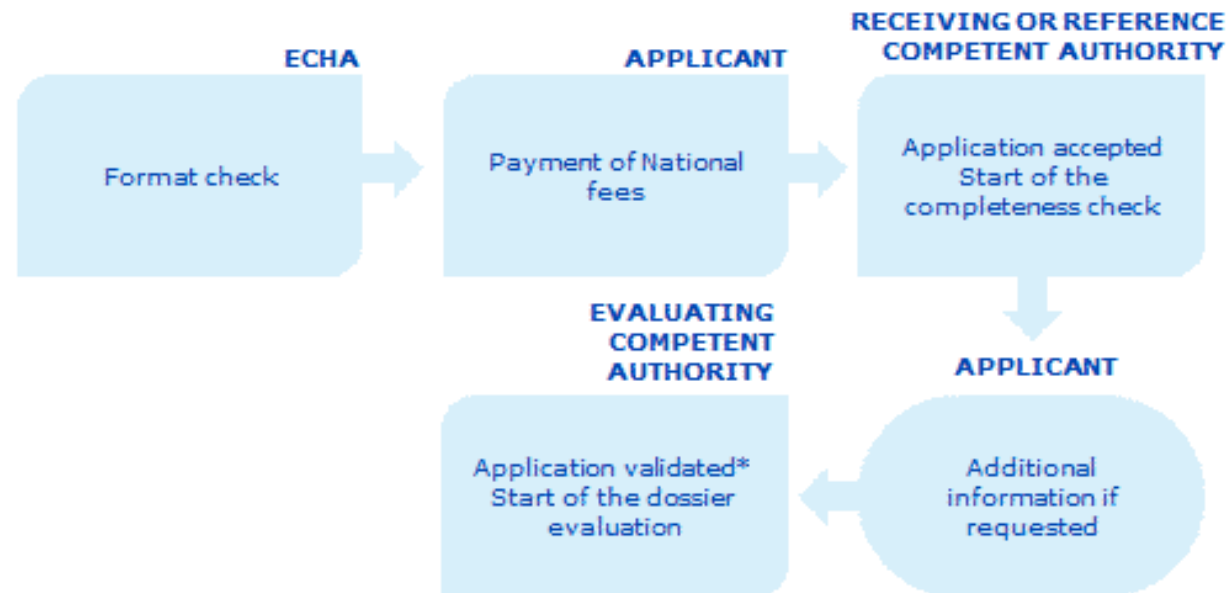 ECHA
Format check
APPLICANT
Payment of National
fees
RECEIVING OR REFERENCE
COMPETENT AUTHORITY
Application accepted
Start of the
completeness check
APPLICANT
Additional
information if
requested
EVALUATING
COMPETENT
AUTHORITY
Application validated*
Start of the dossier
evaluation